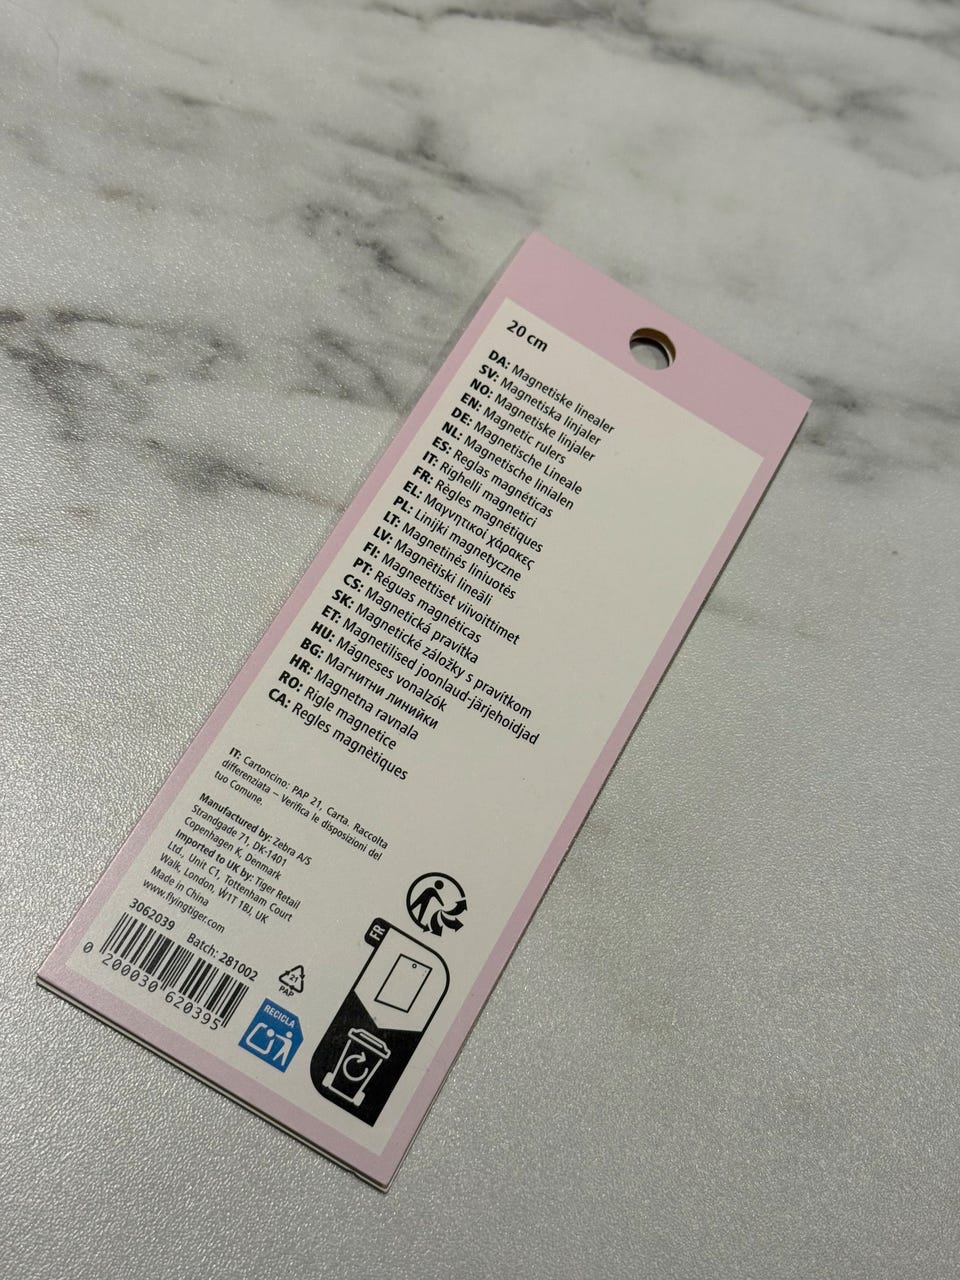 20 cm
DA: Magnetiske linealer
SV: Magnetiska linjaler
NO: Magnetiske linjaler
EN: Magnetic rulers
DE: Magnetische Lineale
NL: Magnetische linialen
ES: Reglas magnéticas
IT: Righelli magnetici
FR: Règles magnétiques
EL: Μαγνητικοί χάρακες
PL: Linijki magnetyczne
LT: Magnetinės liniuotės
LV: Magnētiski lineāli
FI: Magneettiset viivoittimet
PT: Réguas magnéticas
CS: Magnetická pravítka
SK: Magnetické záložky s pravítkom
ET: Magnetilised joonlaud-järjehoidjad
HU: Mágneses vonalzók
BG: Магнитни линийки
HR: Magnetna ravnala
RO: Rigle magnetice
CA: Regles magnètiques
IT: Cartoncino: PAP 21, Carta. Raccolta
differenziata – Verifica le disposizioni del
tuo Comune.
Manufactured by: Zebra A/S
Strandgade 71, DK-1401
Copenhagen K, Denmark
Imported to UK by: Tiger Retail
Ltd., Unit C1, Tottenham Court
Walk, London, W1T 1BJ, UK
Made in China
www.flyingtiger.com
3062039 Batch: 281002
0 200030 620395
21
PAP
RECICLA
FR